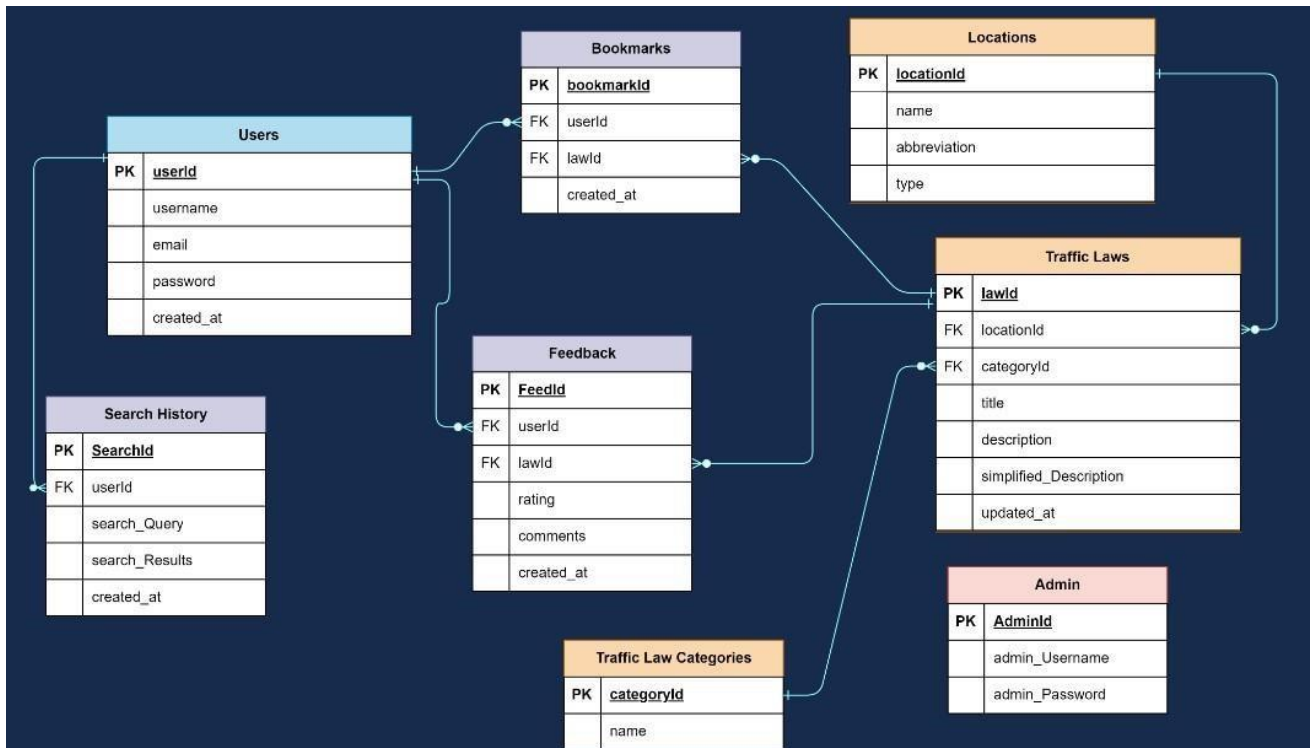 Bookmarks
PK bookmarkId
FK userId
FK lawId
created_at
Locations
PK locationId
name
abbreviation
type
Users
PK userId
username
email
password
created_at
Traffic Laws
PK lawId
FK locationId
FK categoryId
title
description
simplified_Description
updated_at
Feedback
PK FeedId
FK userId
FK lawId
rating
comments
created_at
Search History
PK SearchId
FK userId
search_Query
search_Results
created_at
Admin
PK AdminId
admin_Username
admin_Password
Traffic Law Categories
PK categoryId
name